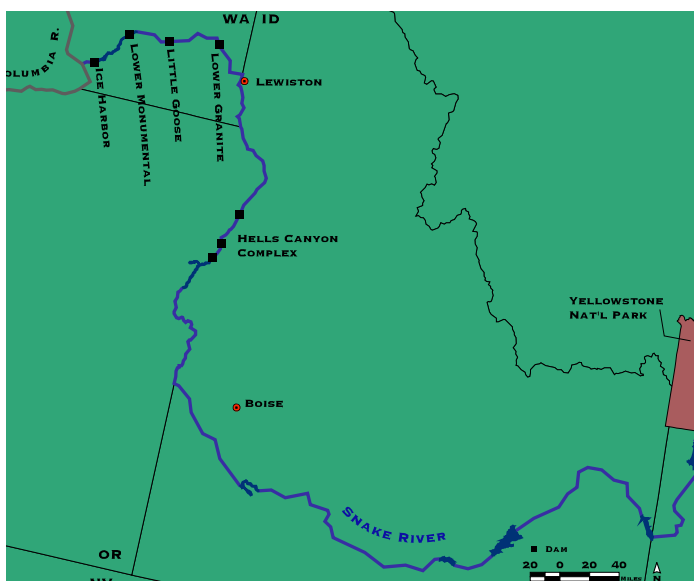 WA ID
OLUMBIA R.
ICE HARBOR
LOWER MONUMENTAL
LITTLE GOOSE
LOWER GRANITE
LEWISTON
HELLS CANYON
COMPLEX
YELLOWSTONE
NAT'L PARK
BOISE
SNAKE RIVER
OR
DAM
20 0 20 40
MILES
N